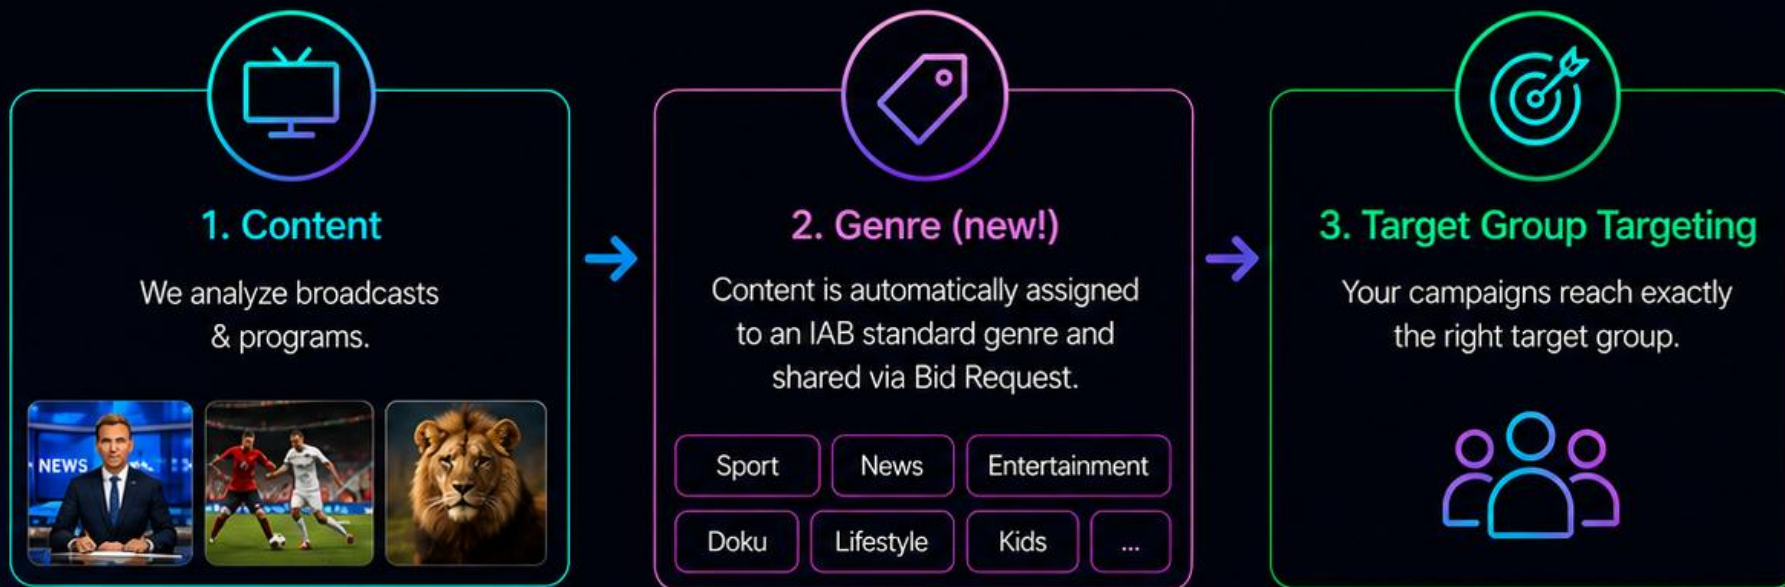 1. Content
We analyze broadcasts
& programs.
NEWS
2. Genre (new!)
Content is automatically assigned
to an IAB standard genre and
shared via Bid Request.
Sport
News
Entertainment
Doku
Lifestyle
Kids
...
3. Target Group Targeting
Your campaigns reach exactly
the right target group.